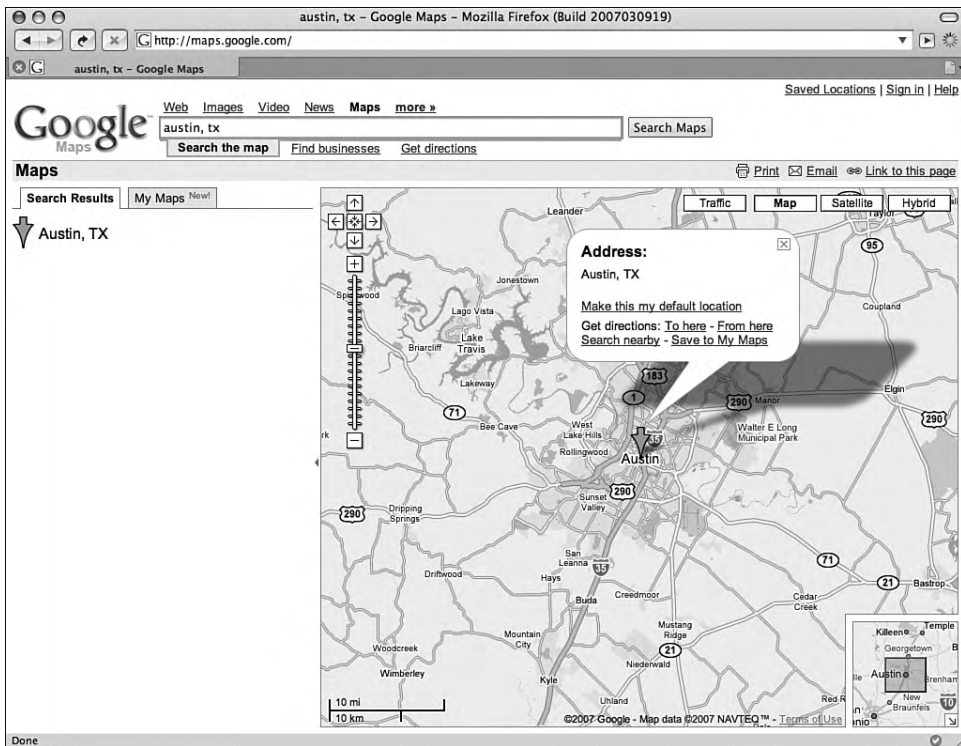 austin, tx – Google Maps – Mozilla Firefox (Build 2007030919)
G http://maps.google.com/
G austin, tx – Google Maps
Saved Locations | Sign in | Help
Google Maps
Web Images Video News Maps more »
austin, tx
Search Maps
Search the map Find businesses Get directions
Maps
Print Email Link to this page
Search Results My Maps New!
Austin, TX
Traffic Map Satellite Hybrid
Leander
Taylor
95
Address:
Austin, TX
Make this my default location
Get directions: To here - From here
Search nearby - Save to My Maps
Jonestown
Coupland
Lago Vista
Lake
Travis
Briarcliff
Lakeway
183
1
Elgin
290
Manor
71
290
Bee Cave
West
Lake Hills
Rollingwood
Walter E Long
Municipal Park
35
Austin
290
Sunset
Valley
290
Dripping
Springs
San
Leanna
35
71
Driftwood
Hays
21
Bastrop
Buda
Creedmoor
Cedar
Creek
Mountain
City
Mustang
Ridge
21
Woodcreek
Niederwald
Wimberley
Kyle
Uhland
Red R
10 mi
10 km
©2007 Google - Map data ©2007 NAVTEQ™ - Terms of Use
Killeen
Temple
Georgetown
B
Austin
Brenham
New
Braunfels
10
onio
Done